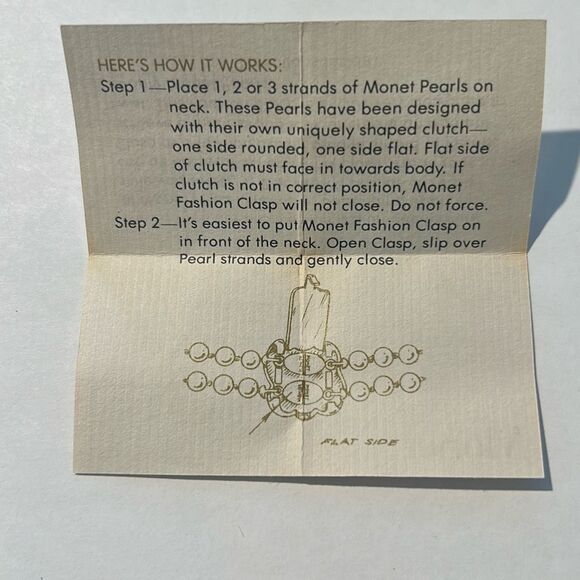 HERE'S HOW IT WORKS:
Step 1—Place 1, 2 or 3 strands of Monet Pearls on
neck. These Pearls have been designed
with their own uniquely shaped clutch—
one side rounded, one side flat. Flat side
of clutch must face in towards body. If
clutch is not in correct position, Monet
Fashion Clasp will not close. Do not force.
Step 2—It's easiest to put Monet Fashion Clasp on
in front of the neck. Open Clasp, slip over
Pearl strands and gently close.
FLAT SIDE